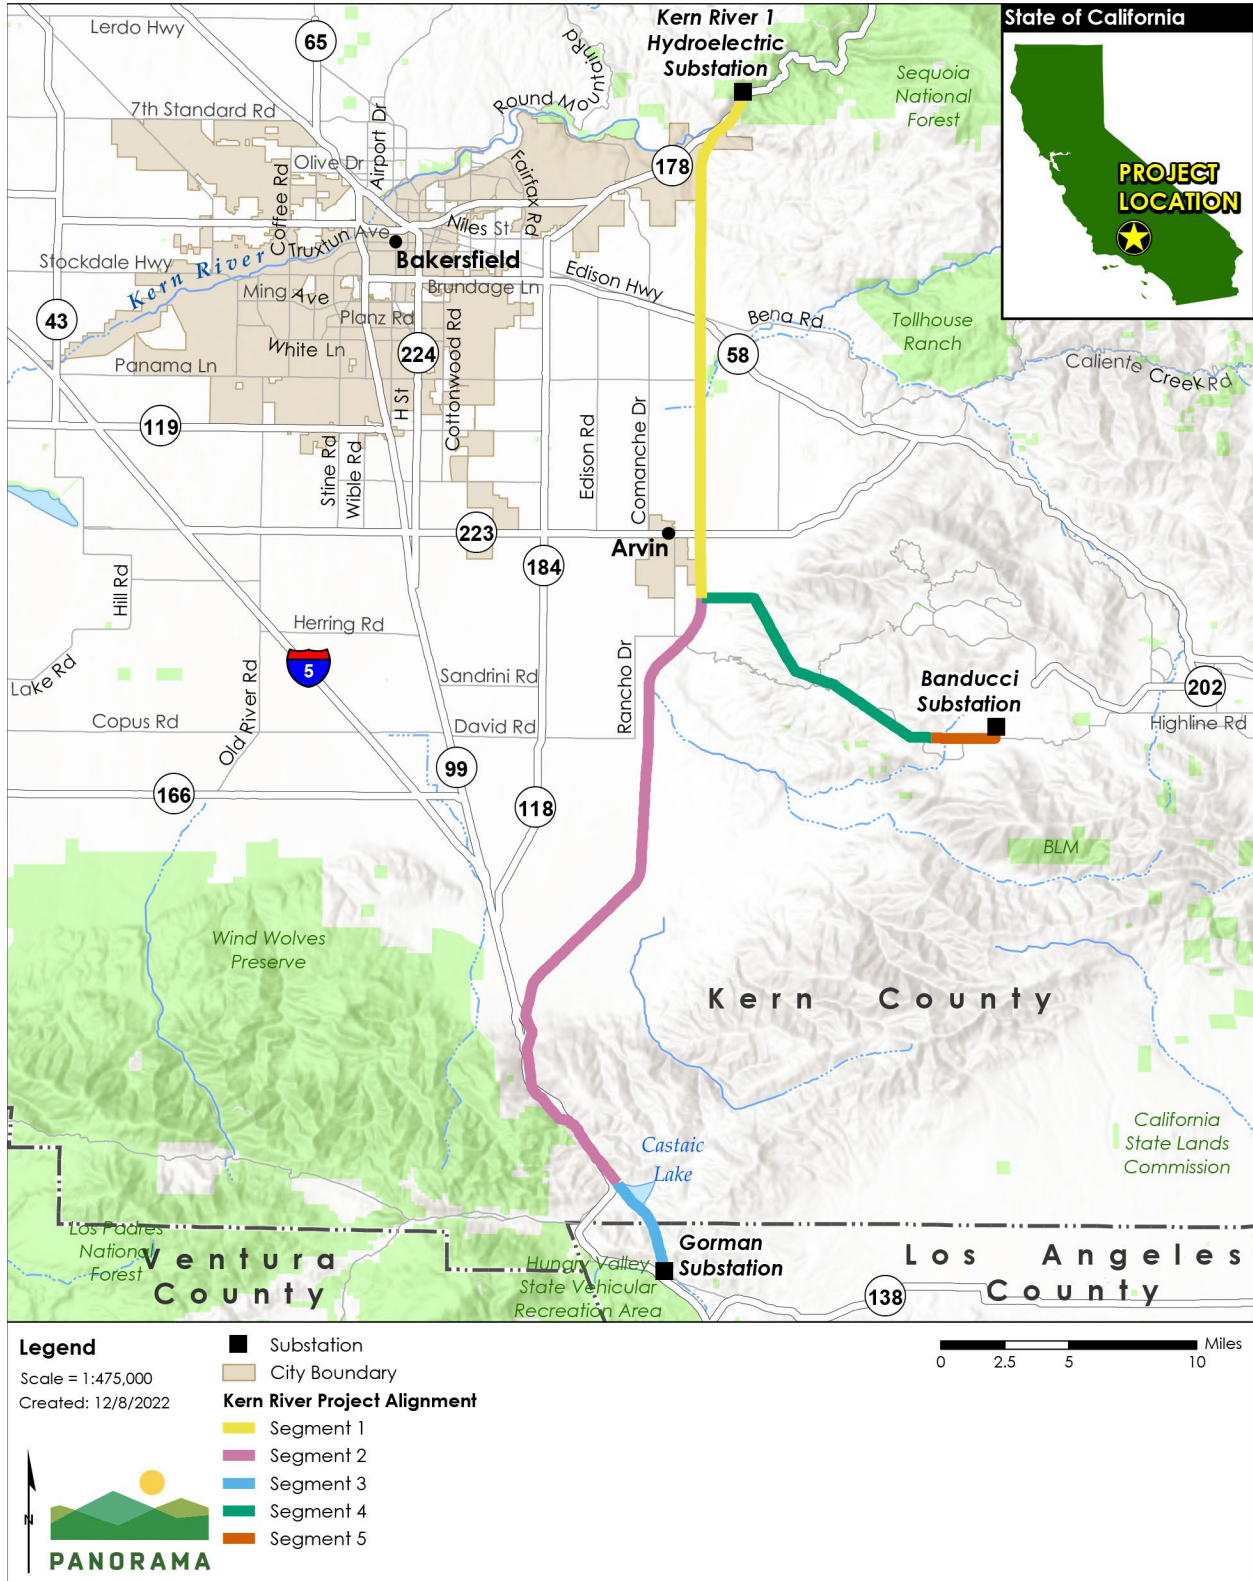 Lerdo Hwy
65
Kern River 1
Hydroelectric
Substation
State of California
7th Standard Rd
Airport Dr
Round Mountain Rd
Sequoia
National
Forest
Olive Dr
Coffee Rd
Fairfax Rd
178
PROJECT
LOCATION
Truxtun Ave
Niles St
Stockdale Hwy
Kern River
Bakersfield
Edison Hwy
Ming Ave
Brundage Ln
43
Planz Rd
Bena Rd
Tollhouse
Ranch
White Ln
224
Cottonwood Rd
58
Panama Ln
Caliente Creek Rd
H St
119
Stine Rd
Wible Rd
Edison Rd
Comanche Dr
223
Arvin
184
Hill Rd
Herring Rd
5
Lake Rd
Old River Rd
Sandrini Rd
Rancho Dr
Banducci
Substation
202
Copus Rd
David Rd
Highline Rd
99
166
118
BLM
Wind Wolves
Preserve
Kern County
Castaic
Lake
California
State Lands
Commission
Los Padres
National
Forest
Ventura
County
Hungry Valley
State Vehicular
Recreation Area
Gorman
Substation
Los Angeles
County
138
Legend
Scale = 1:475,000
Created: 12/8/2022
Substation
City Boundary
Kern River Project Alignment
Segment 1
Segment 2
Segment 3
Segment 4
Segment 5
0 2.5 5 10 Miles
N
PANORAMA